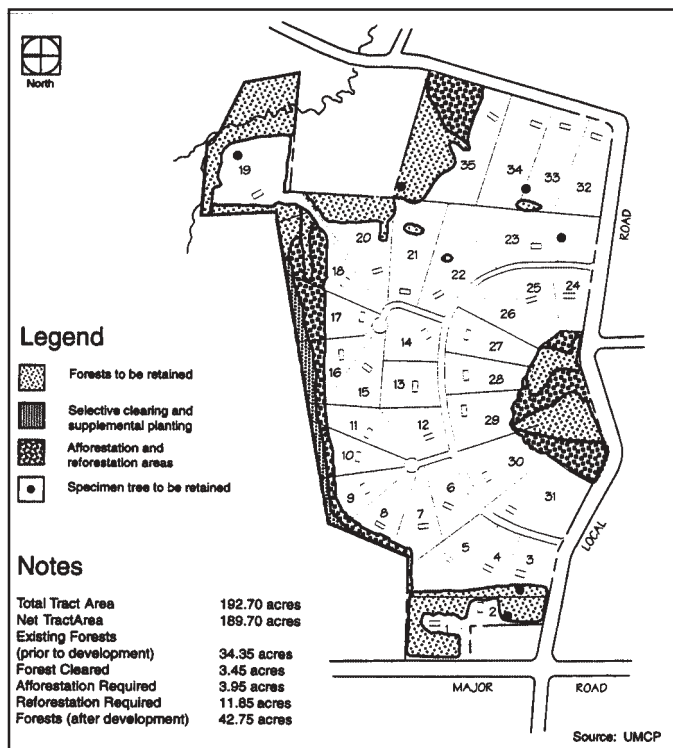 North
19
35
34
33
32
20
21
23
ROAD
18
22
25
24
26
17
14
27
16
15
13
28
11
12
29
10
30
9
8
7
6
31
5
4
3
LOCAL
2
1
MAJOR ROAD
Legend
Forests to be retained
Selective clearing and
supplemental planting
Afforestation and
reforestation areas
Specimen tree to be retained
Notes
Total Tract Area 192.70 acres
Net TractArea 189.70 acres
Existing Forests
(prior to development) 34.35 acres
Forest Cleared 3.45 acres
Afforestation Required 3.95 acres
Reforestation Required 11.85 acres
Forests (after development) 42.75 acres
Source: UMCP